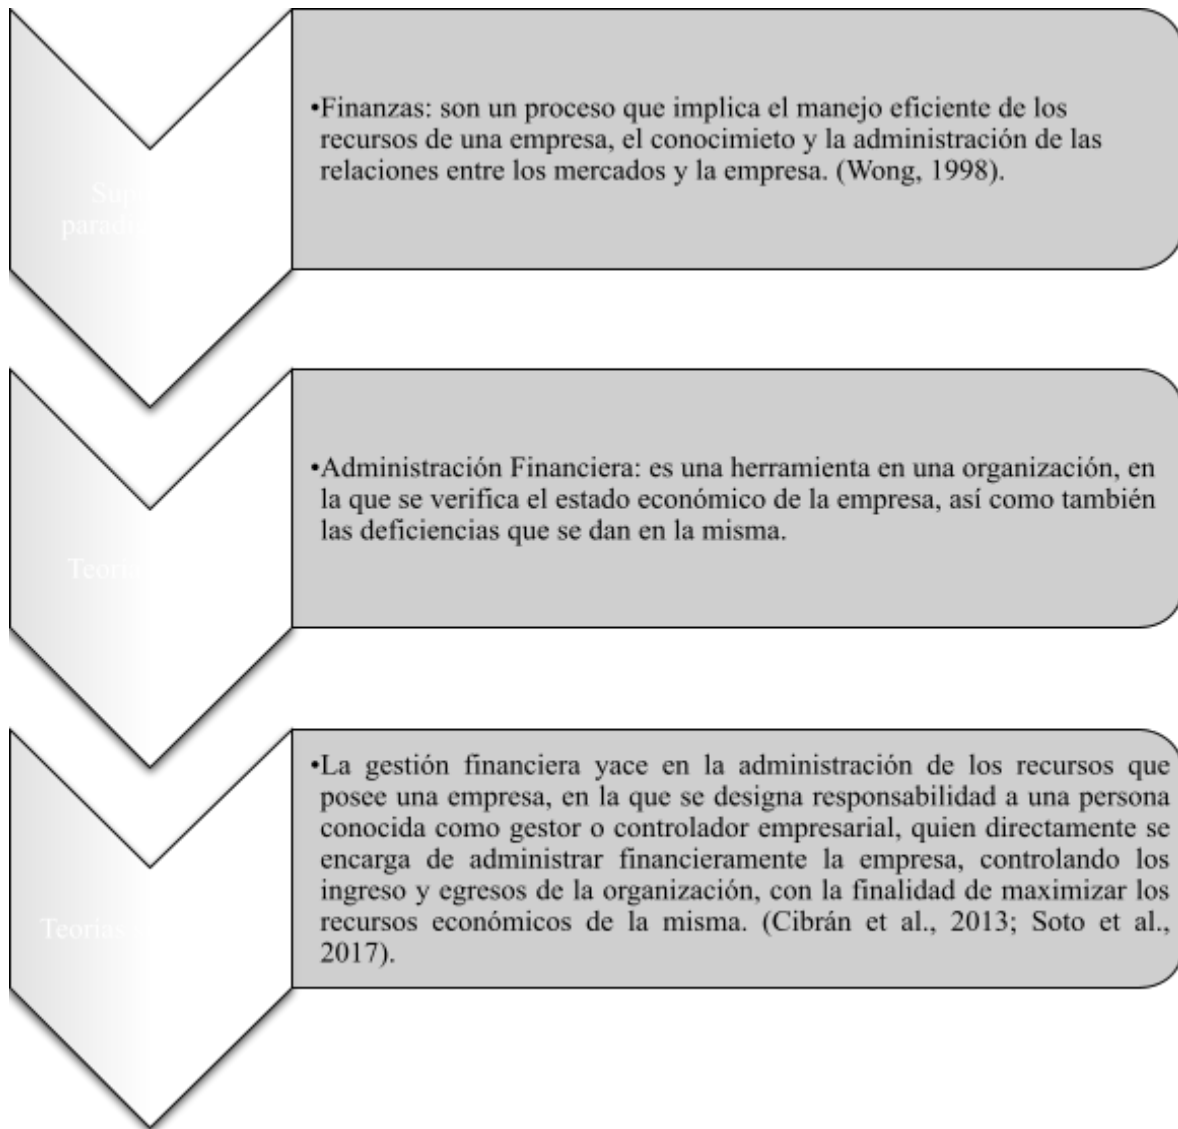 •Finanzas: son un proceso que implica el manejo eficiente de los
recursos de una empresa, el conocimieto y la administración de las
relaciones entre los mercados y la empresa. (Wong, 1998).
•Administración Financiera: es una herramienta en una organización, en
la que se verifica el estado económico de la empresa, así como también
las deficiencias que se dan en la misma.
Teorías
•La gestión financiera yace en la administración de los recursos que
posee una empresa, en la que se designa responsabilidad a una persona
conocida como gestor o controlador empresarial, quien directamente se
encarga de administrar financieramente la empresa, controlando los
ingreso y egresos de la organización, con la finalidad de maximizar los
recursos económicos de la misma. (Cibrán et al., 2013; Soto et al.,
2017).